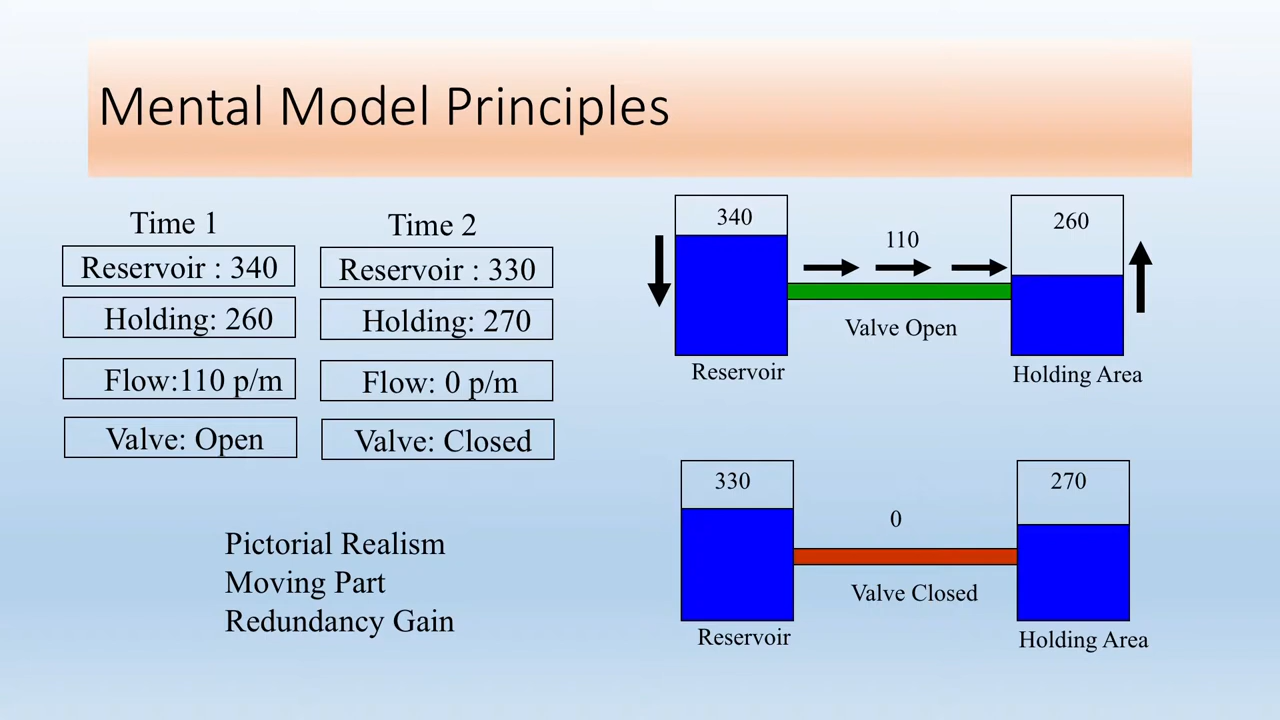 Mental Model Principles
Time 1
Reservoir : 340
Holding: 260
Flow:110 p/m
Valve: Open
Time 2
Reservoir : 330
Holding: 270
Flow: 0 p/m
Valve: Closed
Pictorial Realism
Moving Part
Redundancy Gain
340
110
260
Valve Open
Reservoir
Holding Area
330
0
270
Valve Closed
Reservoir
Holding Area